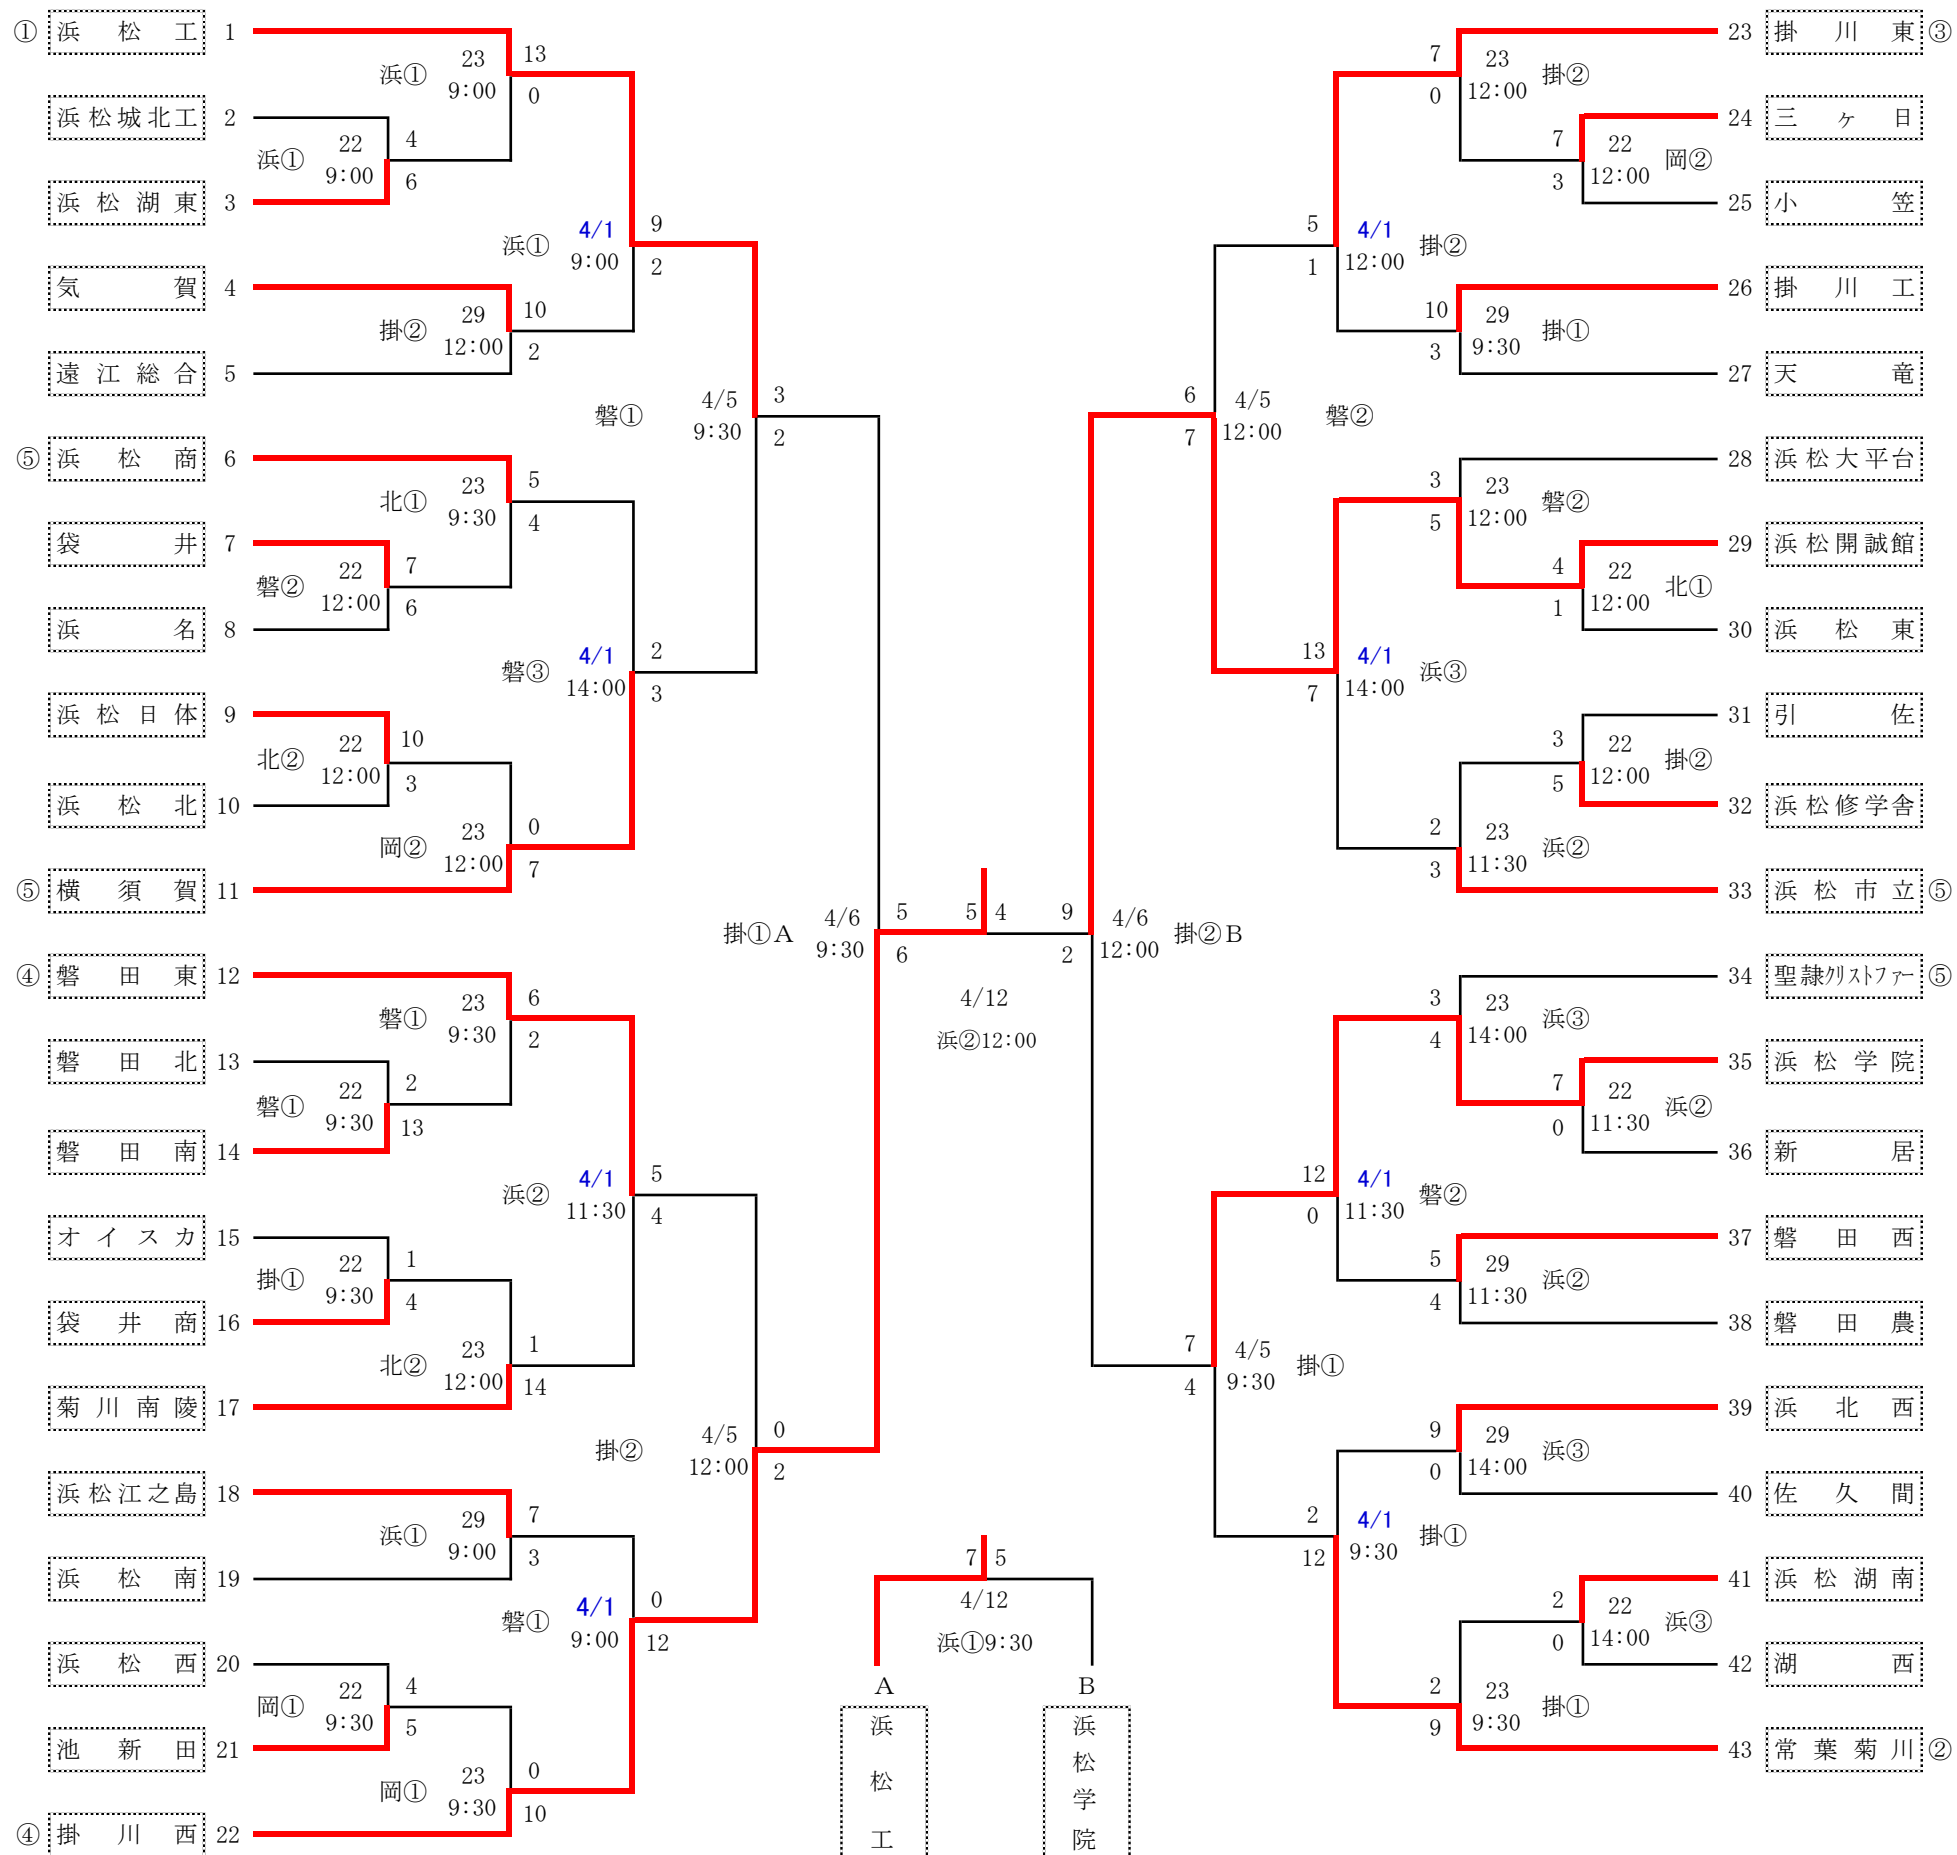 ① 浜松工 1
浜① 23 9:00 13 0
浜松城北工 2
浜① 22 9:00 4 6
浜松湖東 3
浜① 4/1 9:00 9 2
気賀 4
掛② 29 12:00 10 2
遠江総合 5
磐① 4/5 9:30 3 2
⑤ 浜松商 6
北① 23 9:30 5 4
袋井 7
磐② 22 12:00 7 6
浜名 8
磐③ 4/1 14:00 2 3
浜松日体 9
北② 22 12:00 10 3
浜松北 10
岡② 23 12:00 0 7
⑤ 横須賀 11
掛①A 4/6 9:30 5 6
④ 磐田東 12
磐① 23 9:30 6 2
磐田北 13
磐① 22 9:30 2 13
磐田南 14
浜② 4/1 11:30 5 4
オイスカ 15
掛① 22 9:30 1 4
袋井商 16
北② 23 12:00 1 14
菊川南陵 17
掛② 4/5 12:00 0 2
浜松江之島 18
浜① 29 9:00 7 3
浜松南 19
磐① 4/1 9:00 0 12
浜松西 20
岡① 22 9:30 4 5
池新田 21
岡① 23 9:30 0 10
④ 掛川西 22
5 4
4/12
浜②12:00
7 5
4/12
浜①9:30
A B
浜松工
浜松学院
23 掛川東 ③
7 0 23 12:00 掛②
24 三ヶ日
7 3 22 12:00 岡②
25 小笠
5 1 4/1 12:00 掛②
26 掛川工
10 3 29 9:30 掛①
27 天竜
6 7 4/5 12:00 磐②
28 浜松大平台
3 5 23 12:00 磐②
29 浜松開誠館
4 1 22 12:00 北①
30 浜松東
13 7 4/1 14:00 浜③
31 引佐
3 5 22 12:00 掛②
32 浜松修学舎
2 3 23 11:30 浜②
33 浜松市立 ⑤
9 2 4/6 12:00 掛②B
34 聖隷クリストファー ⑤
3 4 23 14:00 浜③
35 浜松学院
7 0 22 11:30 浜②
36 新居
12 0 4/1 11:30 磐②
37 磐田西
5 4 29 11:30 浜②
38 磐田農
7 4 4/5 9:30 掛①
39 浜北西
9 0 29 14:00 浜③
40 佐久間
2 12 4/1 9:30 掛①
41 浜松湖南
2 0 22 14:00 浜③
42 湖西
2 9 23 9:30 掛①
43 常葉菊川 ②